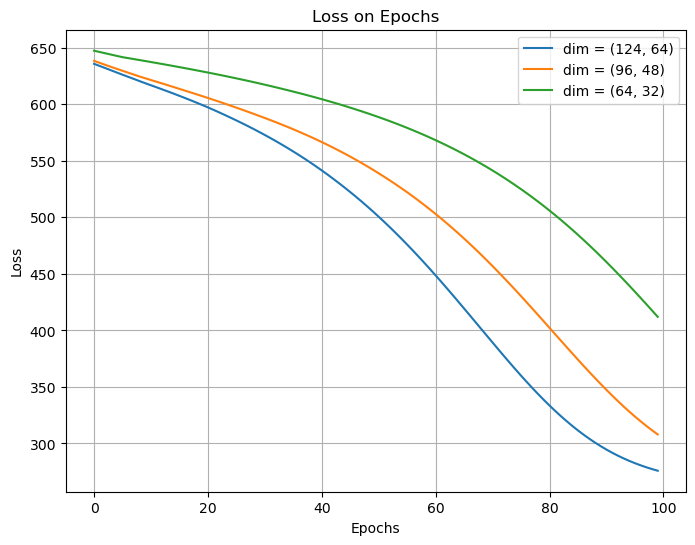 Loss on Epochs
dim = (124, 64)
dim = (96, 48)
dim = (64, 32)
Loss
650
600
550
500
450
400
350
300
0 20 40 60 80 100
Epochs